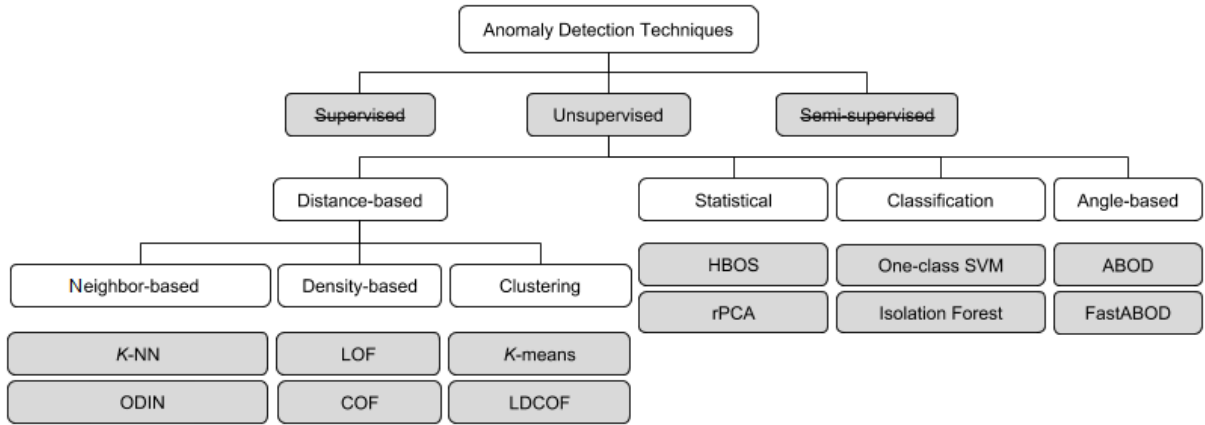 Anomaly Detection Techniques
Supervised
Unsupervised
Semi-supervised
Distance-based
Statistical
Classification
Angle-based
Neighbor-based
Density-based
Clustering
HBOS
One-class SVM
ABOD
rPCA
Isolation Forest
FastABOD
K-NN
LOF
K-means
ODIN
COF
LDCOF